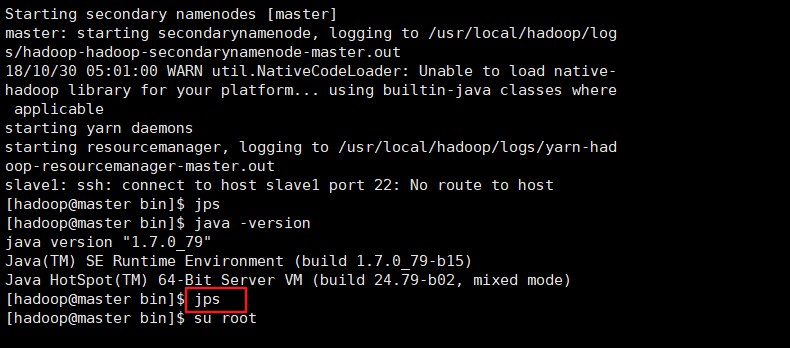 Starting secondary namenodes [master]
master: starting secondarynamenode, logging to /usr/local/hadoop/log
s/hadoop-hadoop-secondarynamenode-master.out
18/10/30 05:01:00 WARN util.NativeCodeLoader: Unable to load native-
hadoop library for your platform... using builtin-java classes where
 applicable
starting yarn daemons
starting resourcemanager, logging to /usr/local/hadoop/logs/yarn-had
oop-resourcemanager-master.out
slave1: ssh: connect to host slave1 port 22: No route to host
[hadoop@master bin]$ jps
[hadoop@master bin]$ java -version
java version "1.7.0_79"
Java(TM) SE Runtime Environment (build 1.7.0_79-b15)
Java HotSpot(TM) 64-Bit Server VM (build 24.79-b02, mixed mode)
[hadoop@master bin]$ jps
[hadoop@master bin]$ su root